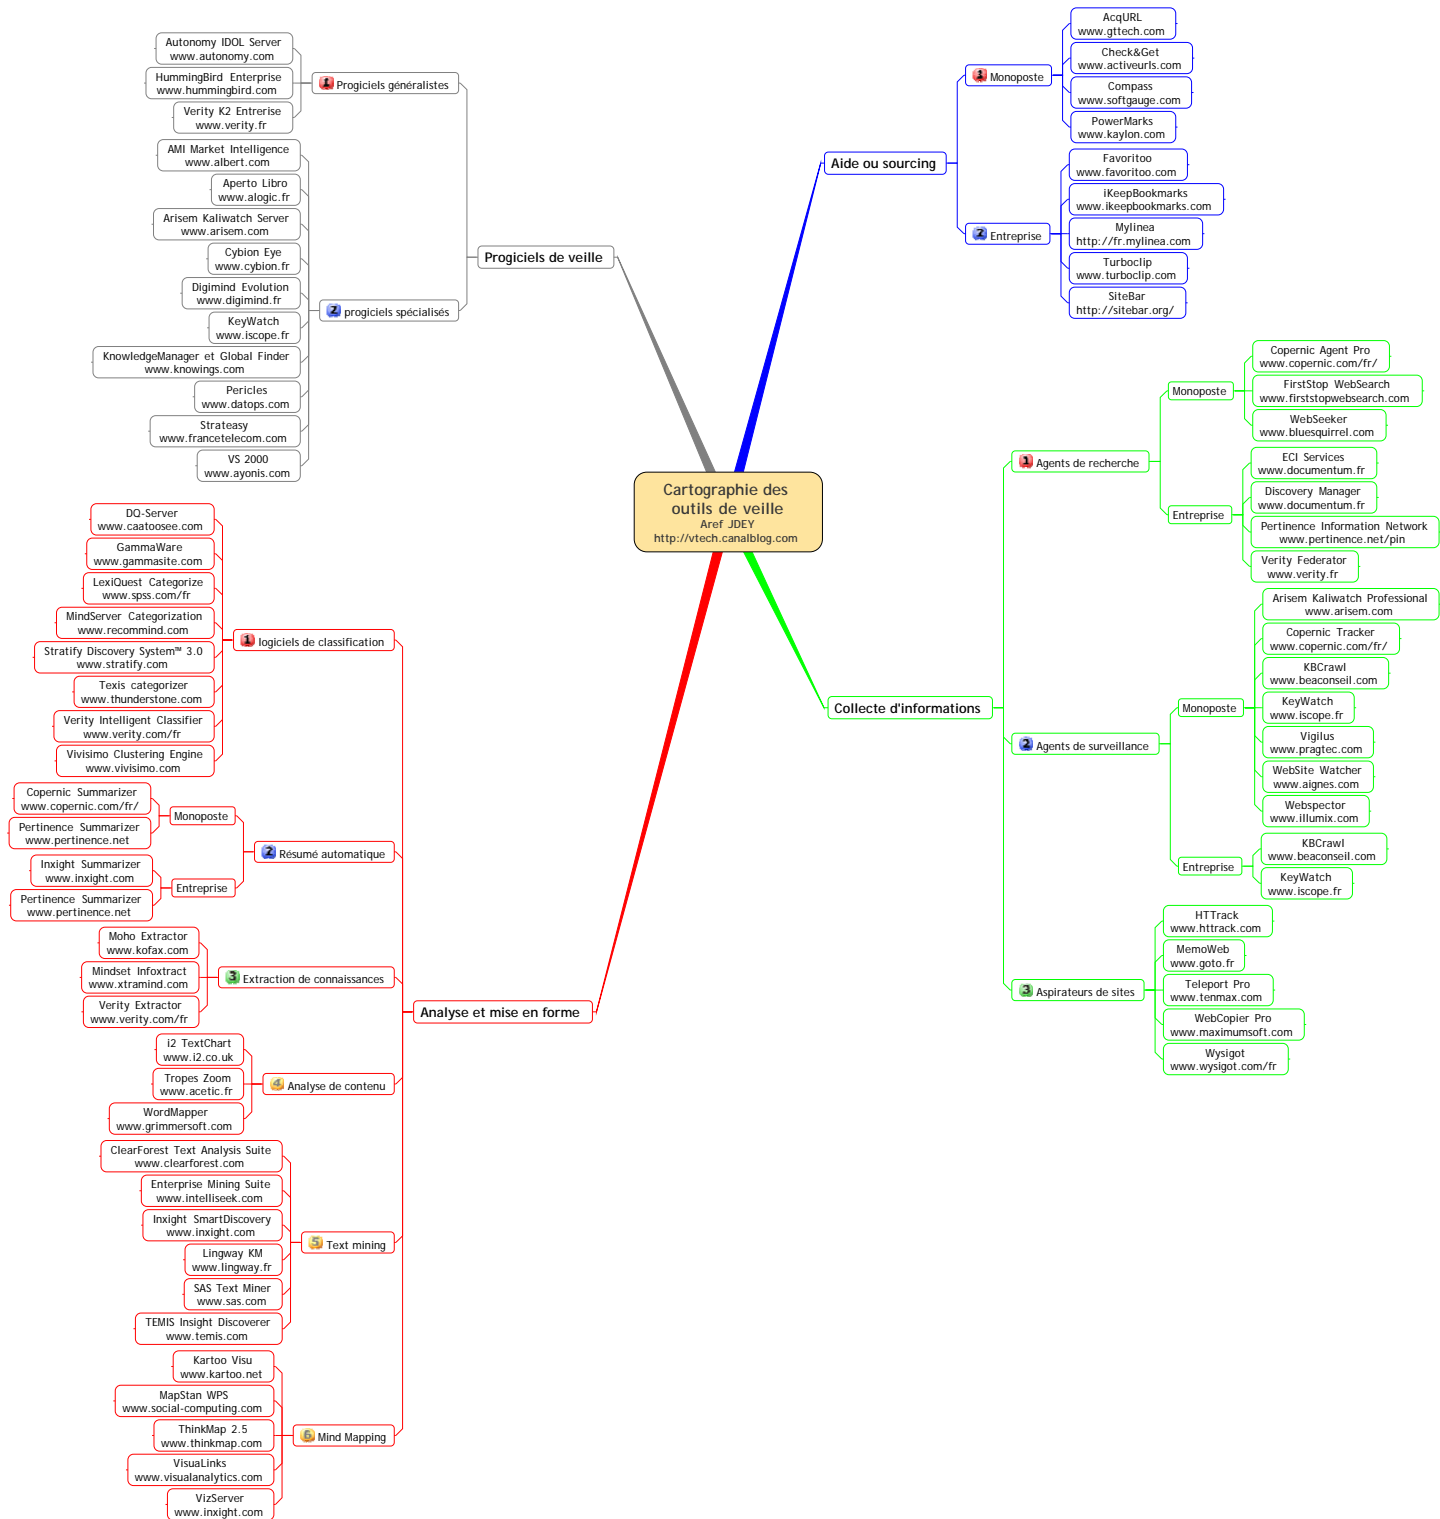 Cartographie des
outils de veille
Aref JDEY
http://vtech.canalblog.com
Aide ou sourcing
1 Monoposte
AcqURL
www.gttech.com
Check&Get
www.activeurls.com
Compass
www.softgauge.com
PowerMarks
www.kaylon.com
2 Entreprise
Favoritoo
www.favoritoo.com
iKeepBookmarks
www.ikeepbookmarks.com
Mylinea
http://fr.mylinea.com
Turboclip
www.turboclip.com
SiteBar
http://sitebar.org/
Collecte d'informations
1 Agents de recherche
Monoposte
Copernic Agent Pro
www.copernic.com/fr/
FirstStop WebSearch
www.firststopwebsearch.com
WebSeeker
www.bluesquirrel.com
Entreprise
ECI Services
www.documentum.fr
Discovery Manager
www.documentum.fr
Pertinence Information Network
www.pertinence.net/pin
Verity Federator
www.verity.fr
2 Agents de surveillance
Monoposte
Arisem Kaliwatch Professional
www.arisem.com
Copernic Tracker
www.copernic.com/fr/
KBCrawl
www.beaconseil.com
KeyWatch
www.iscope.fr
Vigilus
www.pragtec.com
WebSite Watcher
www.aignes.com
Webspector
www.illumix.com
Entreprise
KBCrawl
www.beaconseil.com
KeyWatch
www.iscope.fr
3 Aspirateurs de sites
HTTrack
www.httrack.com
MemoWeb
www.goto.fr
Teleport Pro
www.tenmax.com
WebCopier Pro
www.maximumsoft.com
Wysigot
www.wysigot.com/fr
Analyse et mise en forme
1 logiciels de classification
DQ-Server
www.caatoosee.com
GammaWare
www.gammasite.com
LexiQuest Categorize
www.spss.com/fr
MindServer Categorization
www.recommind.com
Stratify Discovery System™ 3.0
www.stratify.com
Texis categorizer
www.thunderstone.com
Verity Intelligent Classifier
www.verity.com/fr
Vivisimo Clustering Engine
www.vivisimo.com
2 Résumé automatique
Monoposte
Copernic Summarizer
www.copernic.com/fr/
Pertinence Summarizer
www.pertinence.net
Entreprise
Inxight Summarizer
www.inxight.com
Pertinence Summarizer
www.pertinence.net
3 Extraction de connaissances
Moho Extractor
www.kofax.com
Mindset Infoxtract
www.xtramind.com
Verity Extractor
www.verity.com/fr
4 Analyse de contenu
i2 TextChart
www.i2.co.uk
Tropes Zoom
www.acetic.fr
WordMapper
www.grimmersoft.com
5 Text mining
ClearForest Text Analysis Suite
www.clearforest.com
Enterprise Mining Suite
www.intelliseek.com
Inxight SmartDiscovery
www.inxight.com
Lingway KM
www.lingway.fr
SAS Text Miner
www.sas.com
TEMIS Insight Discoverer
www.temis.com
6 Mind Mapping
Kartoo Visu
www.kartoo.net
MapStan WPS
www.social-computing.com
ThinkMap 2.5
www.thinkmap.com
VisuaLinks
www.visualanalytics.com
VizServer
www.inxight.com
Progiciels de veille
1 Progiciels généralistes
Autonomy IDOL Server
www.autonomy.com
HummingBird Enterprise
www.hummingbird.com
Verity K2 Entrerise
www.verity.fr
2 progiciels spécialisés
AMI Market Intelligence
www.albert.com
Aperto Libro
www.alogic.fr
Arisem Kaliwatch Server
www.arisem.com
Cybion Eye
www.cybion.fr
Digimind Evolution
www.digimind.fr
KeyWatch
www.iscope.fr
KnowledgeManager et Global Finder
www.knowings.com
Pericles
www.datops.com
Strateasy
www.francetelecom.com
VS 2000
www.ayonis.com